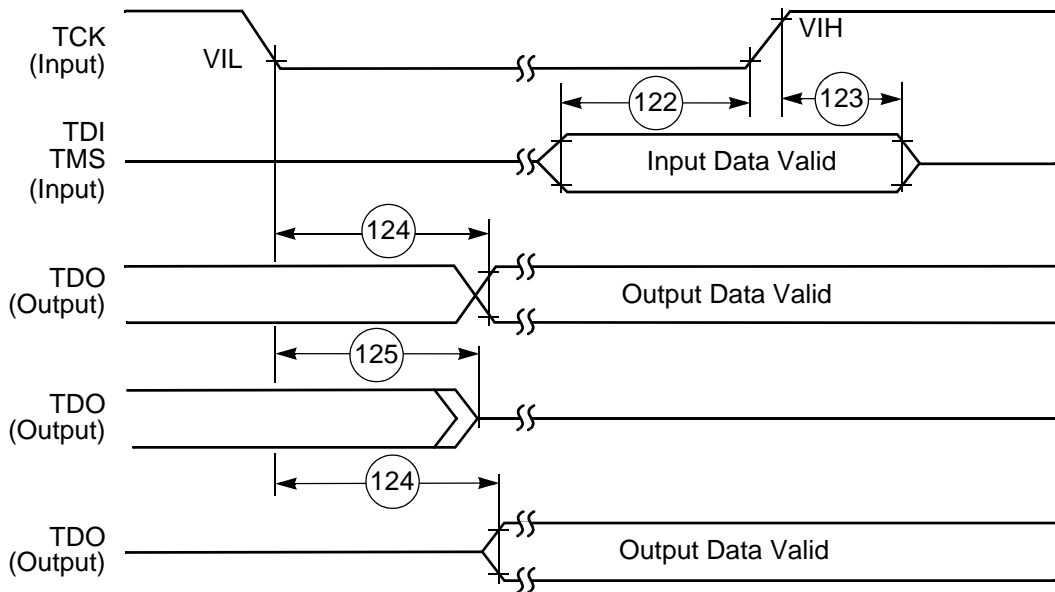 TCK
(Input)
VIL
VIH
122
123
TDI
TMS
(Input)
Input Data Valid
124
TDO
(Output)
Output Data Valid
125
TDO
(Output)
124
TDO
(Output)
Output Data Valid